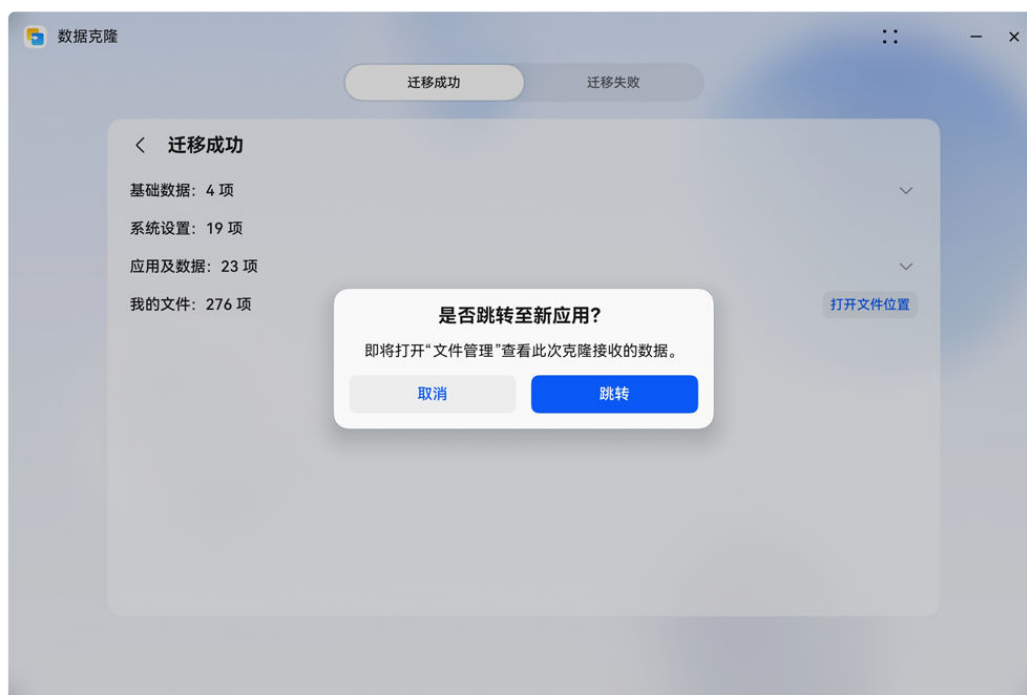 数据克隆
迁移成功 迁移失败
迁移成功
基础数据：4 项
系统设置：19 项
应用及数据：23 项
我的文件：276 项
打开文件位置
是否跳转至新应用？
即将打开“文件管理”查看此次克隆接收的数据。
取消 跳转